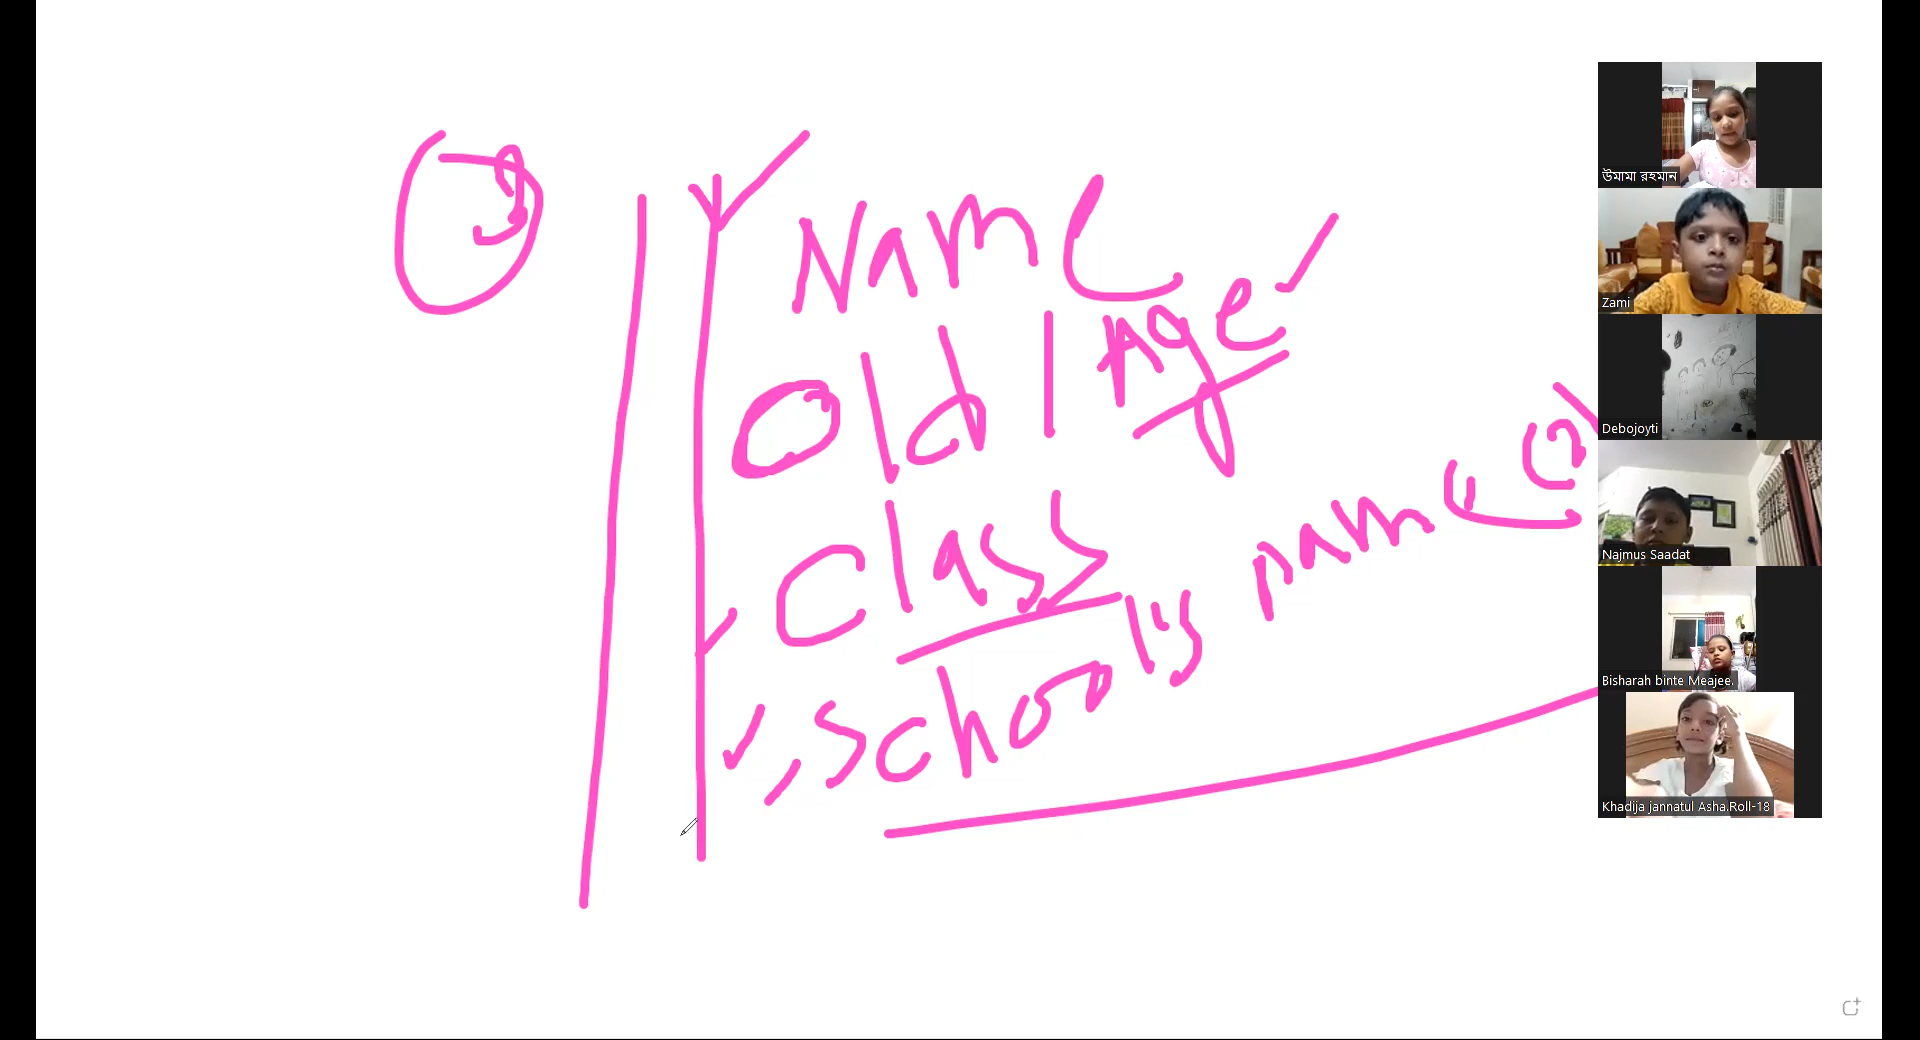 Name
Old / Age
Class
School's name
(2)
উমামা রহমান
Zami
Debojoyti
Najmus Saadat
Bisharah binte Meajee.
Khadija jannatul Asha.Roll-18